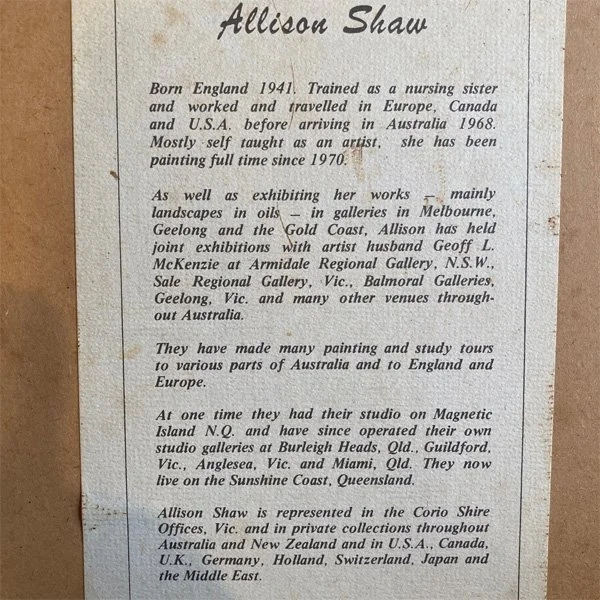 Allison Shaw
Born England 1941. Trained as a nursing sister
and worked and travelled in Europe, Canada
and U.S.A. before arriving in Australia 1968.
Mostly self taught as an artist, she has been
painting full time since 1970.
As well as exhibiting her works — mainly
landscapes in oils — in galleries in Melbourne,
Geelong and the Gold Coast, Allison has held
joint exhibitions with artist husband Geoff L.
McKenzie at Armidale Regional Gallery, N.S.W.,
Sale Regional Gallery, Vic., Balmoral Galleries,
Geelong, Vic. and many other venues through-
out Australia.
They have made many painting and study tours
to various parts of Australia and to England and
Europe.
At one time they had their studio on Magnetic
Island N.Q. and have since operated their own
studio galleries at Burleigh Heads, Qld., Guildford,
Vic., Anglesea, Vic. and Miami, Qld. They now
live on the Sunshine Coast, Queensland.
Allison Shaw is represented in the Corio Shire
Offices, Vic. and in private collections throughout
Australia and New Zealand and in U.S.A., Canada,
U.K., Germany, Holland, Switzerland, Japan and
the Middle East.